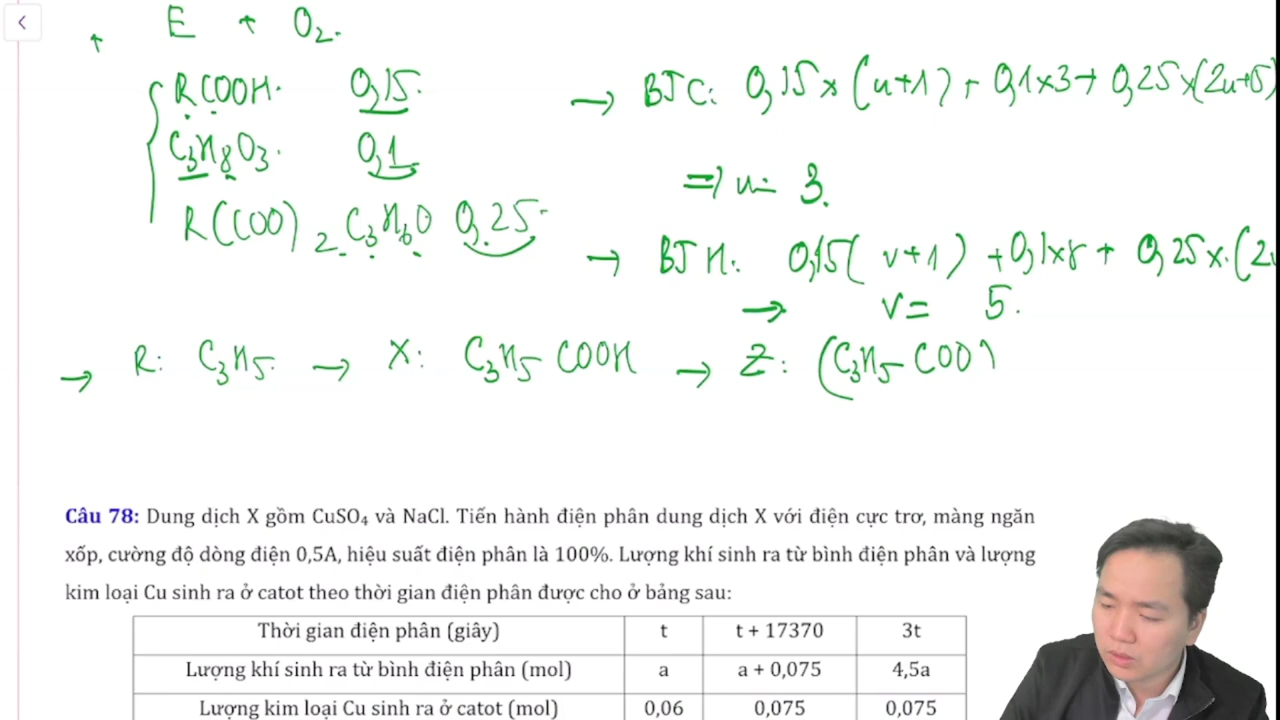 E + O₂.
RCOOH. 0,15.
C₃H₈O₃. 0,1
R(COO)₂C₃H₆O 0,25.
→ BTC: 0,15×(u+1) + 0,1×3 + 0,25×(2u+5)
⇒ u = 3.
→ BTH: 0,15(v+1) + 0,1×8 + 0,25×.(2v
→ v = 5.
→ R: C₃H₅. → X: C₃H₅COOH → Z: (C₃H₅-COO)
Câu 78: Dung dịch X gồm CuSO₄ và NaCl. Tiến hành điện phân dung dịch X với điện cực trơ, màng ngăn
xốp, cường độ dòng điện 0,5A, hiệu suất điện phân là 100%. Lượng khí sinh ra từ bình điện phân và lượng
kim loại Cu sinh ra ở catot theo thời gian điện phân được cho ở bảng sau:
Thời gian điện phân (giây) t t + 17370 3t
Lượng khí sinh ra từ bình điện phân (mol) a a + 0,075 4,5a
Lượng kim loại Cu sinh ra ở catot (mol) 0,06 0,075 0,075